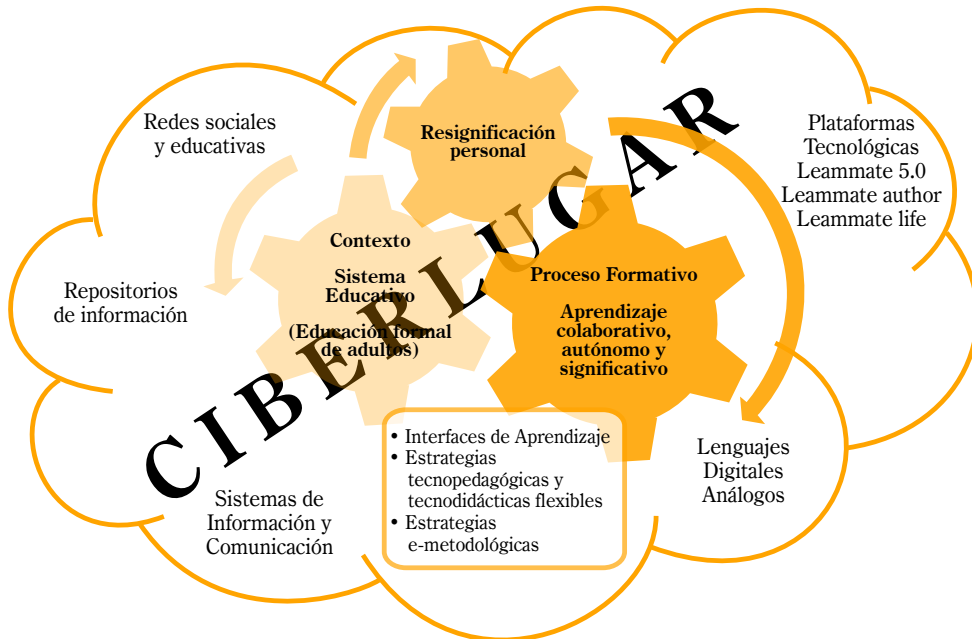 Redes sociales
y educativas
Resignificación
personal
Plataformas
Tecnológicas
Leammate 5.0
Leammate author
Leammate life
Contexto
Sistema
Educativo
(Educación formal
de adultos)
Proceso Formativo
Aprendizaje
colaborativo,
autónomo y
significativo
Repositorios
de información
CIBERLUGAR
• Interfaces de Aprendizaje
• Estrategias
tecnopedagógicas y
tecnodidácticas flexibles
• Estrategias
e-metodológicas
Lenguajes
Digitales
Análogos
Sistemas de
Información y
Comunicación